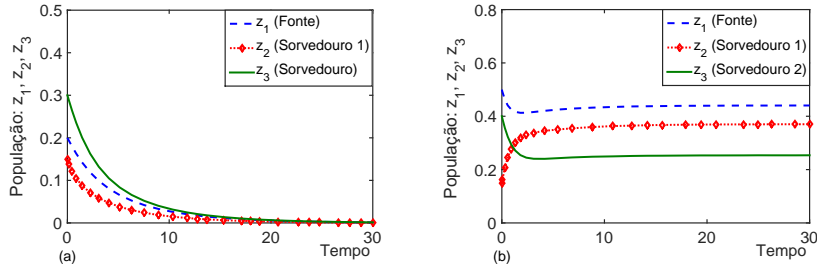 População: z1, z2, z3
0.5
0.4
0.3
0.2
0.1
0
z1 (Fonte)
z2 (Sorvedouro 1)
z3 (Sorvedouro)
0
10
20
30
Tempo
(a)
População: z1, z2, z3
0.8
0.6
0.4
0.2
0
z1 (Fonte)
z2 (Sorvedouro 1)
z3 (Sorvedouro 2)
0
10
20
30
Tempo
(b)